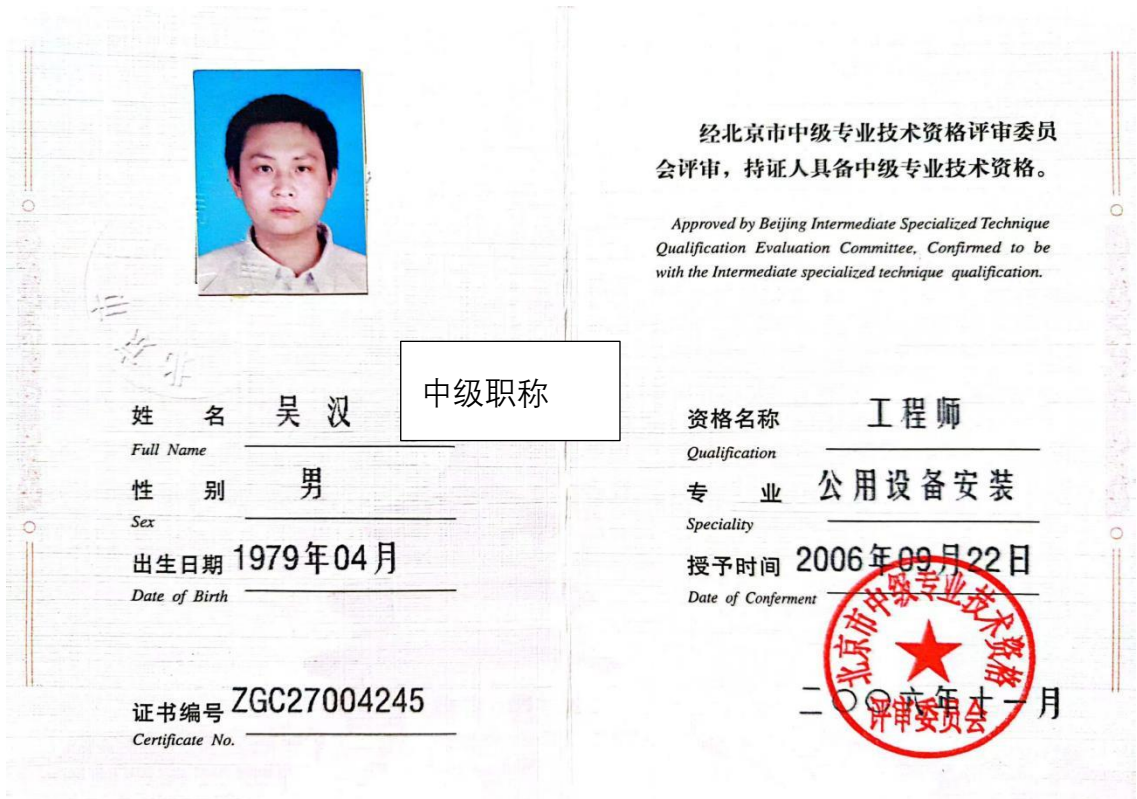 北京市
姓 名 吴汉
Full Name
性 别 男
Sex
出生日期 1979年04月
Date of Birth
证书编号 ZGC27004245
Certificate No.
中级职称
经北京市中级专业技术资格评审委员
会评审，持证人具备中级专业技术资格。
Approved by Beijing Intermediate Specialized Technique
Qualification Evaluation Committee, Confirmed to be
with the Intermediate specialized technique qualification.
资格名称 工程师
Qualification
专 业 公用设备安装
Speciality
授予时间 2006年09月22日
Date of Conferment
北京市中级专业技术资格
评审委员会
二〇〇六年十一月